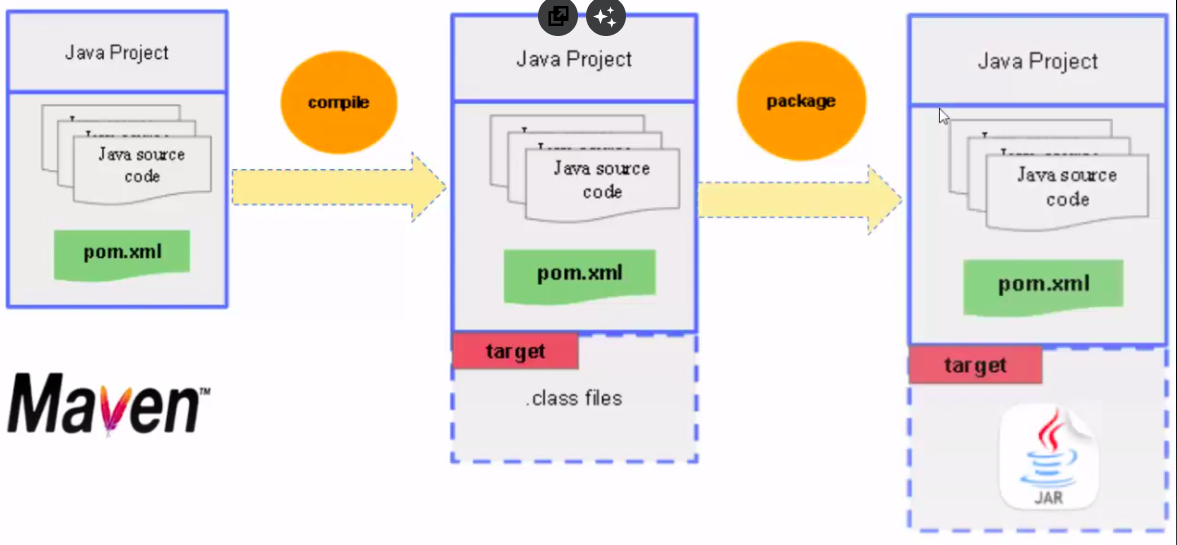 Java Project
Java source
code
pom.xml
Maven™
compile
Java Project
Java source
code
pom.xml
target
.class files
package
Java Project
Java source
code
pom.xml
target
JAR